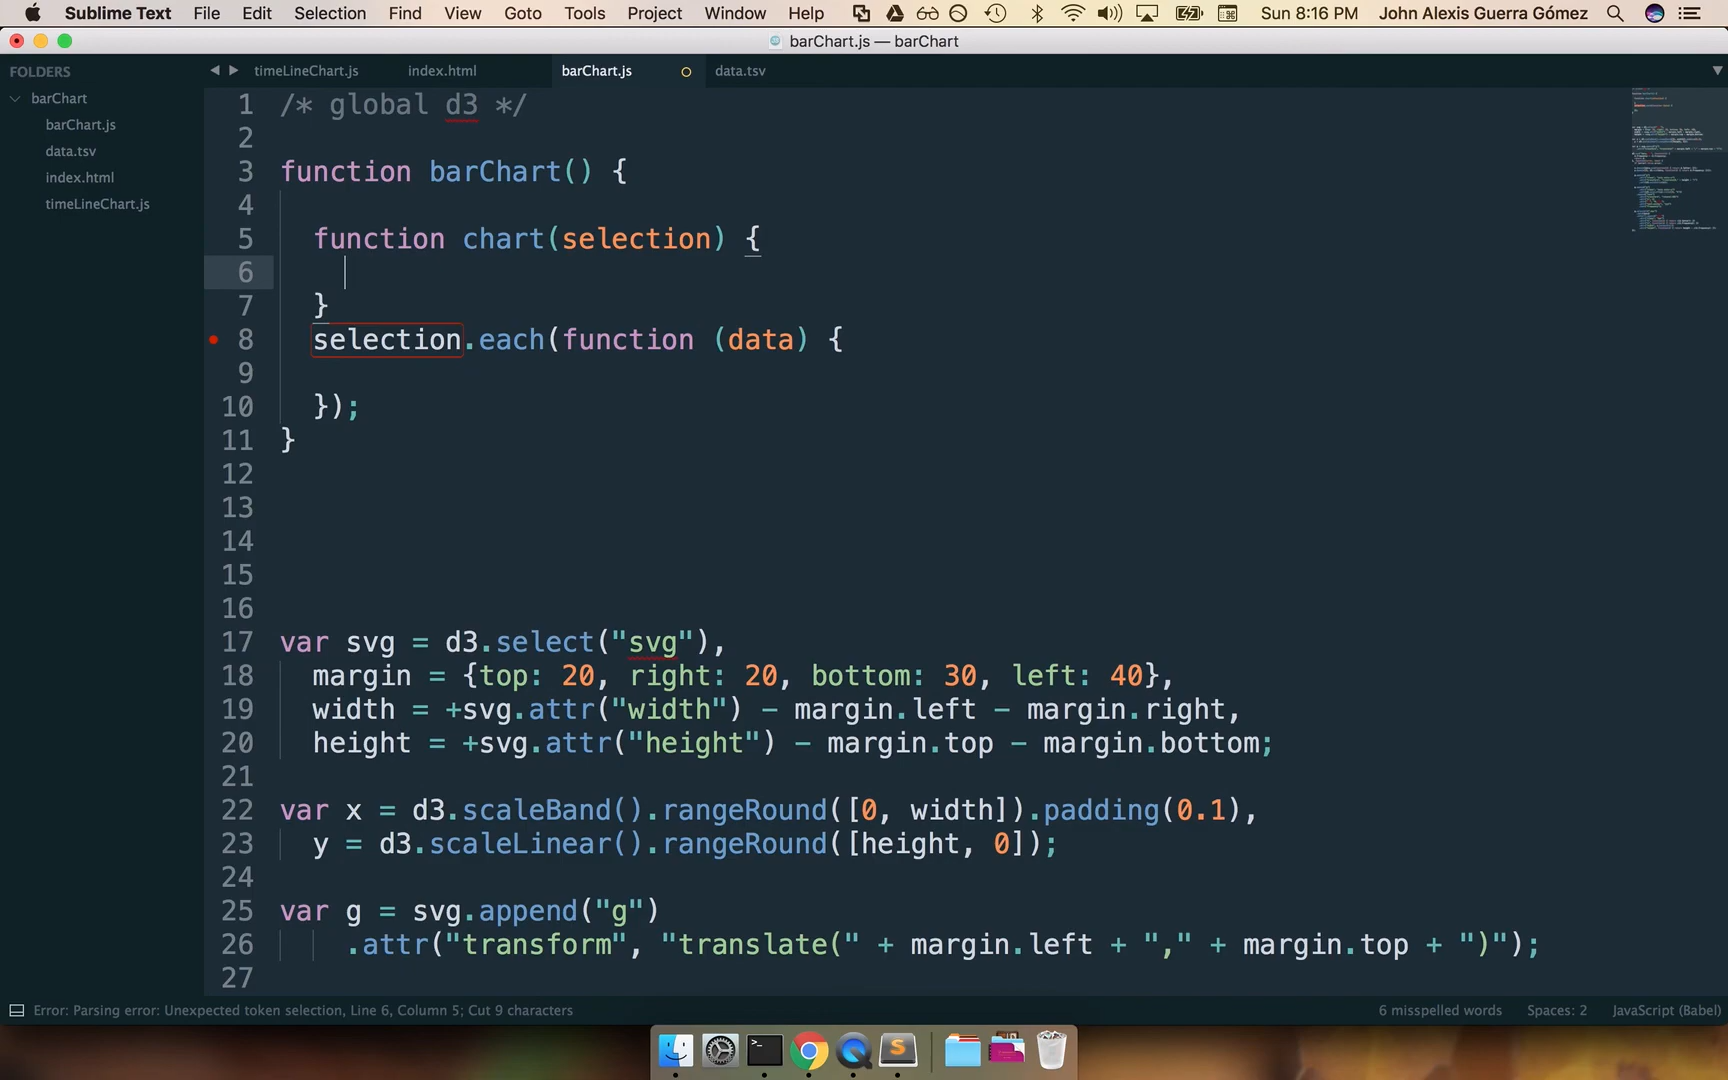 Sublime Text File Edit Selection Find View Goto Tools Project Window Help Sun 8:16 PM John Alexis Guerra Gómez
barChart.js — barChart
FOLDERS
barChart
barChart.js
data.tsv
index.html
timeLineChart.js
timeLineChart.js index.html barChart.js data.tsv
1 /* global d3 */
2
3 function barChart() {
4
5 function chart(selection) {
6
7 }
8 selection.each(function (data) {
9
10 });
11 }
12
13
14
15
16
17 var svg = d3.select("svg"),
18 margin = {top: 20, right: 20, bottom: 30, left: 40},
19 width = +svg.attr("width") - margin.left - margin.right,
20 height = +svg.attr("height") - margin.top - margin.bottom;
21
22 var x = d3.scaleBand().rangeRound([0, width]).padding(0.1),
23 y = d3.scaleLinear().rangeRound([height, 0]);
24
25 var g = svg.append("g")
26 .attr("transform", "translate(" + margin.left + "," + margin.top + ")");
27
Error: Parsing error: Unexpected token selection, Line 6, Column 5; Cut 9 characters 6 misspelled words Spaces: 2 JavaScript (Babel)